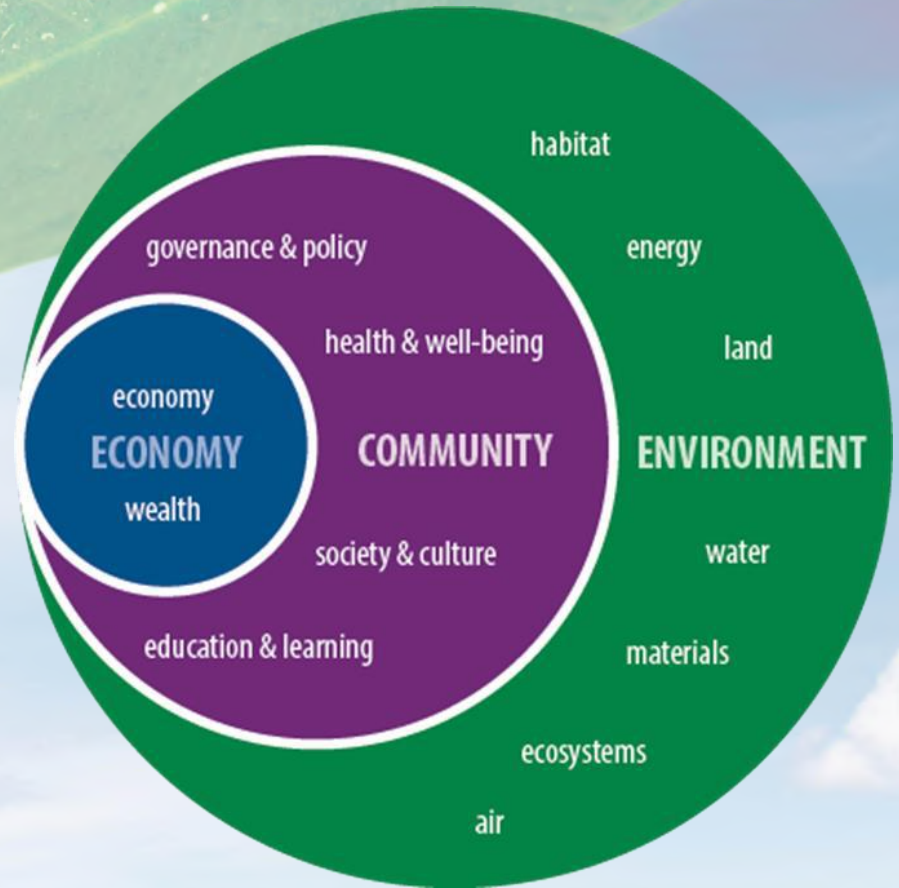 habitat
governance & policy
energy
health & well-being
land
economy
ECONOMY
COMMUNITY
ENVIRONMENT
wealth
society & culture
water
education & learning
materials
ecosystems
air